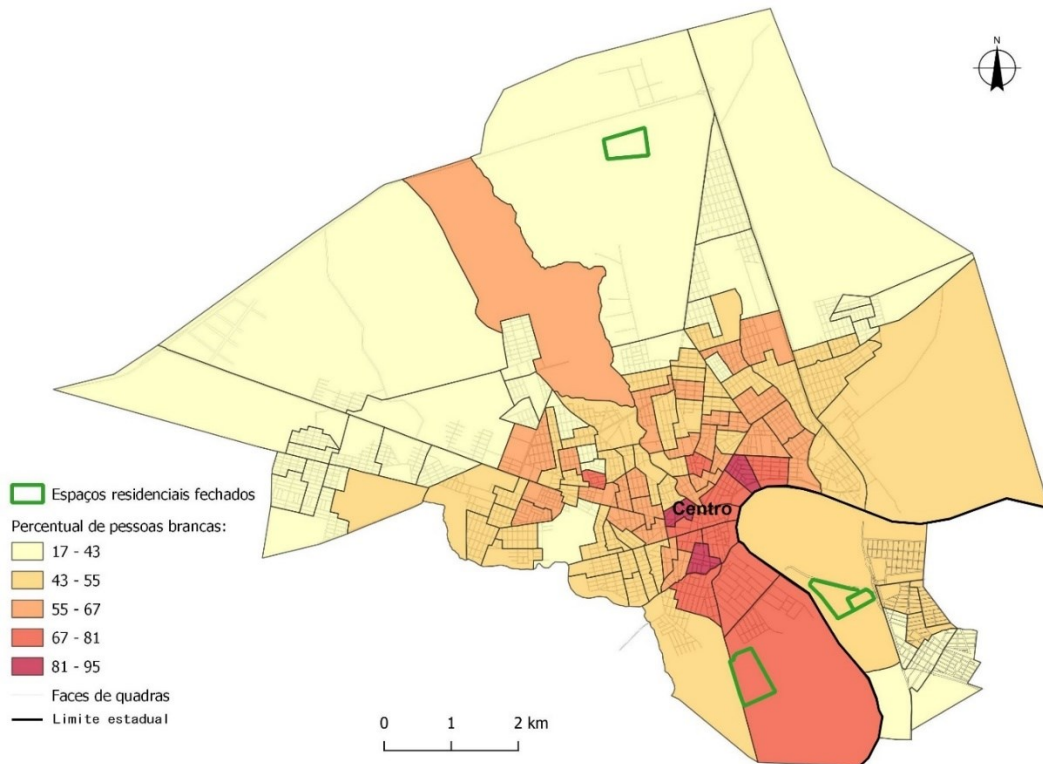 N
Centro
Espaços residenciais fechados
Percentual de pessoas brancas:
17 - 43
43 - 55
55 - 67
67 - 81
81 - 95
Faces de quadras
Limite estadual
0 1 2 km